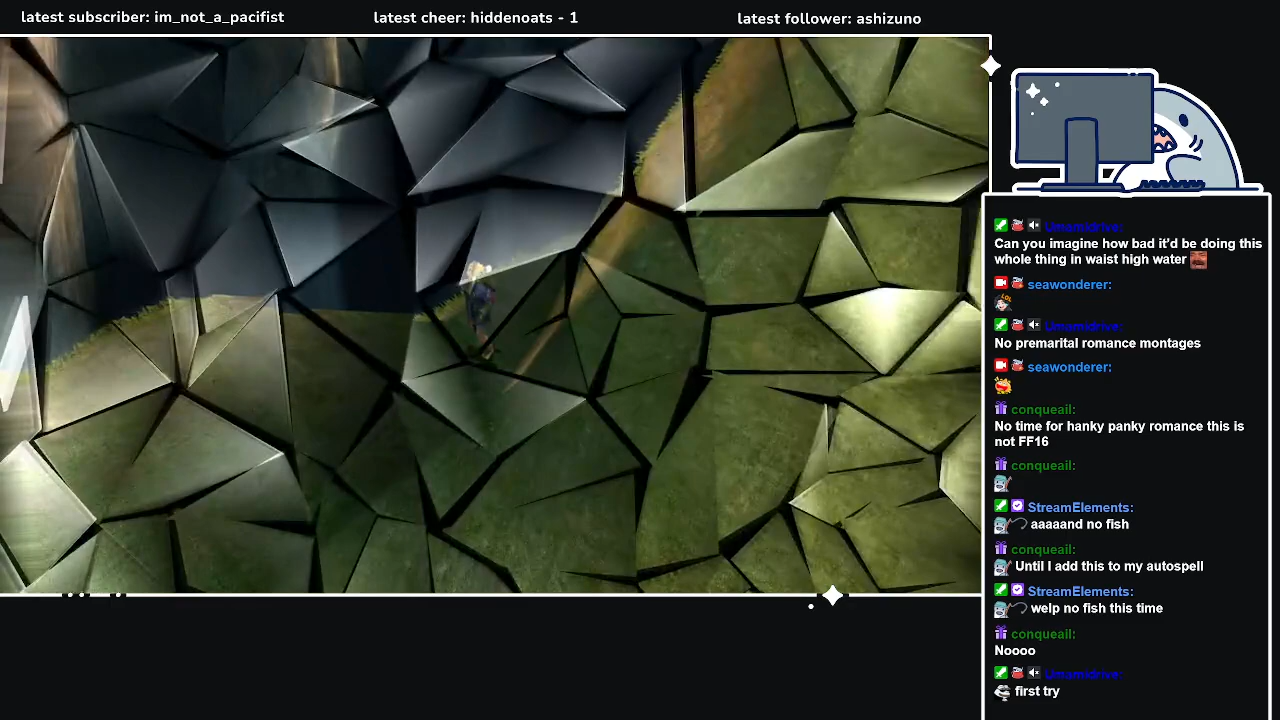 latest subscriber: im_not_a_pacifist
latest cheer: hiddenoats - 1
latest follower: ashizuno
Umamidrive:
Can you imagine how bad it'd be doing this
whole thing in waist high water
seawonderer:
LOL
Umamidrive:
No premarital romance montages
seawonderer:
conqueail:
No time for hanky panky romance this is
not FF16
conqueail:
StreamElements:
aaaaand no fish
conqueail:
Until I add this to my autospell
StreamElements:
welp no fish this time
conqueail:
Noooo
Umamidrive:
first try